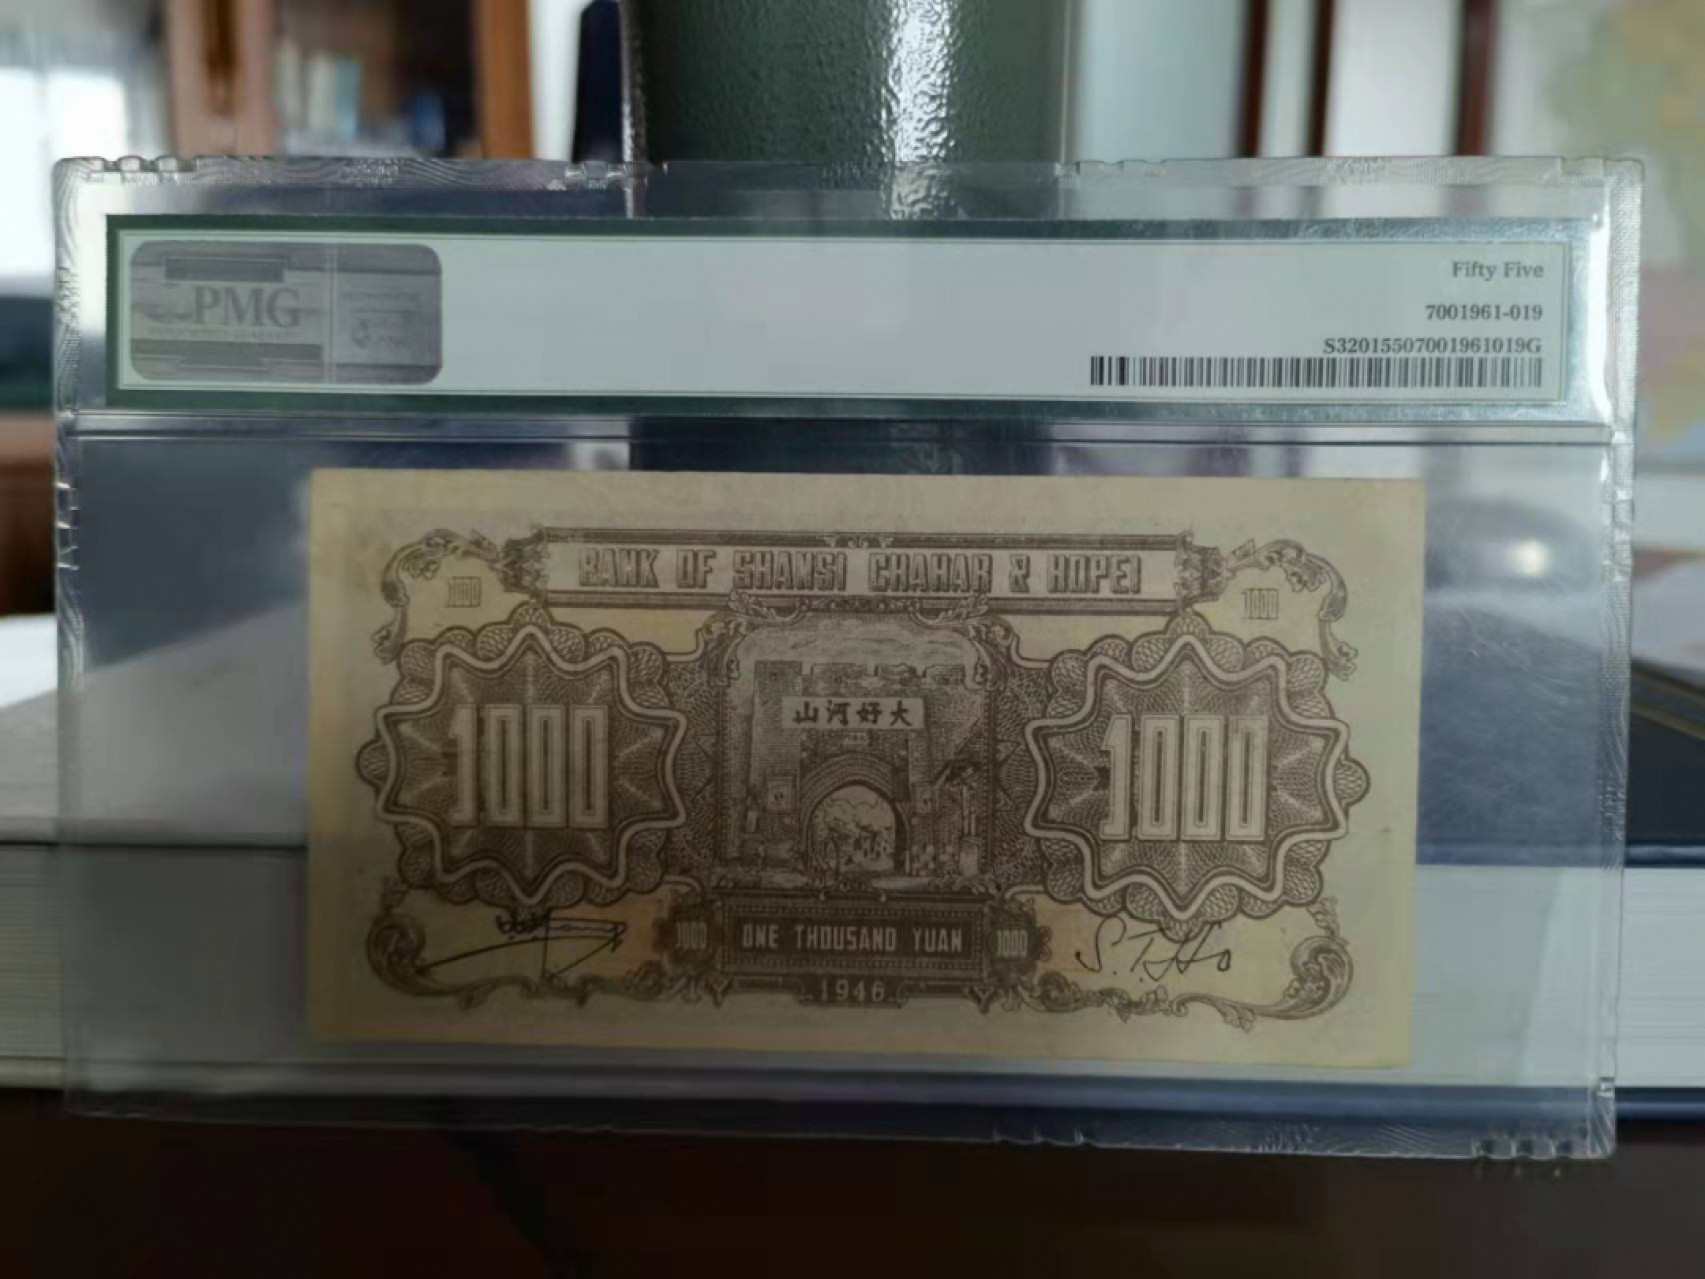 PMG
Fifty Five
7001961-019
S32015507001961019G
BANK OF SHANSI CHAHAR & HOPEI
1000 1000
山河好大
1000 1000
1000 ONE THOUSAND YUAN 1000
1946